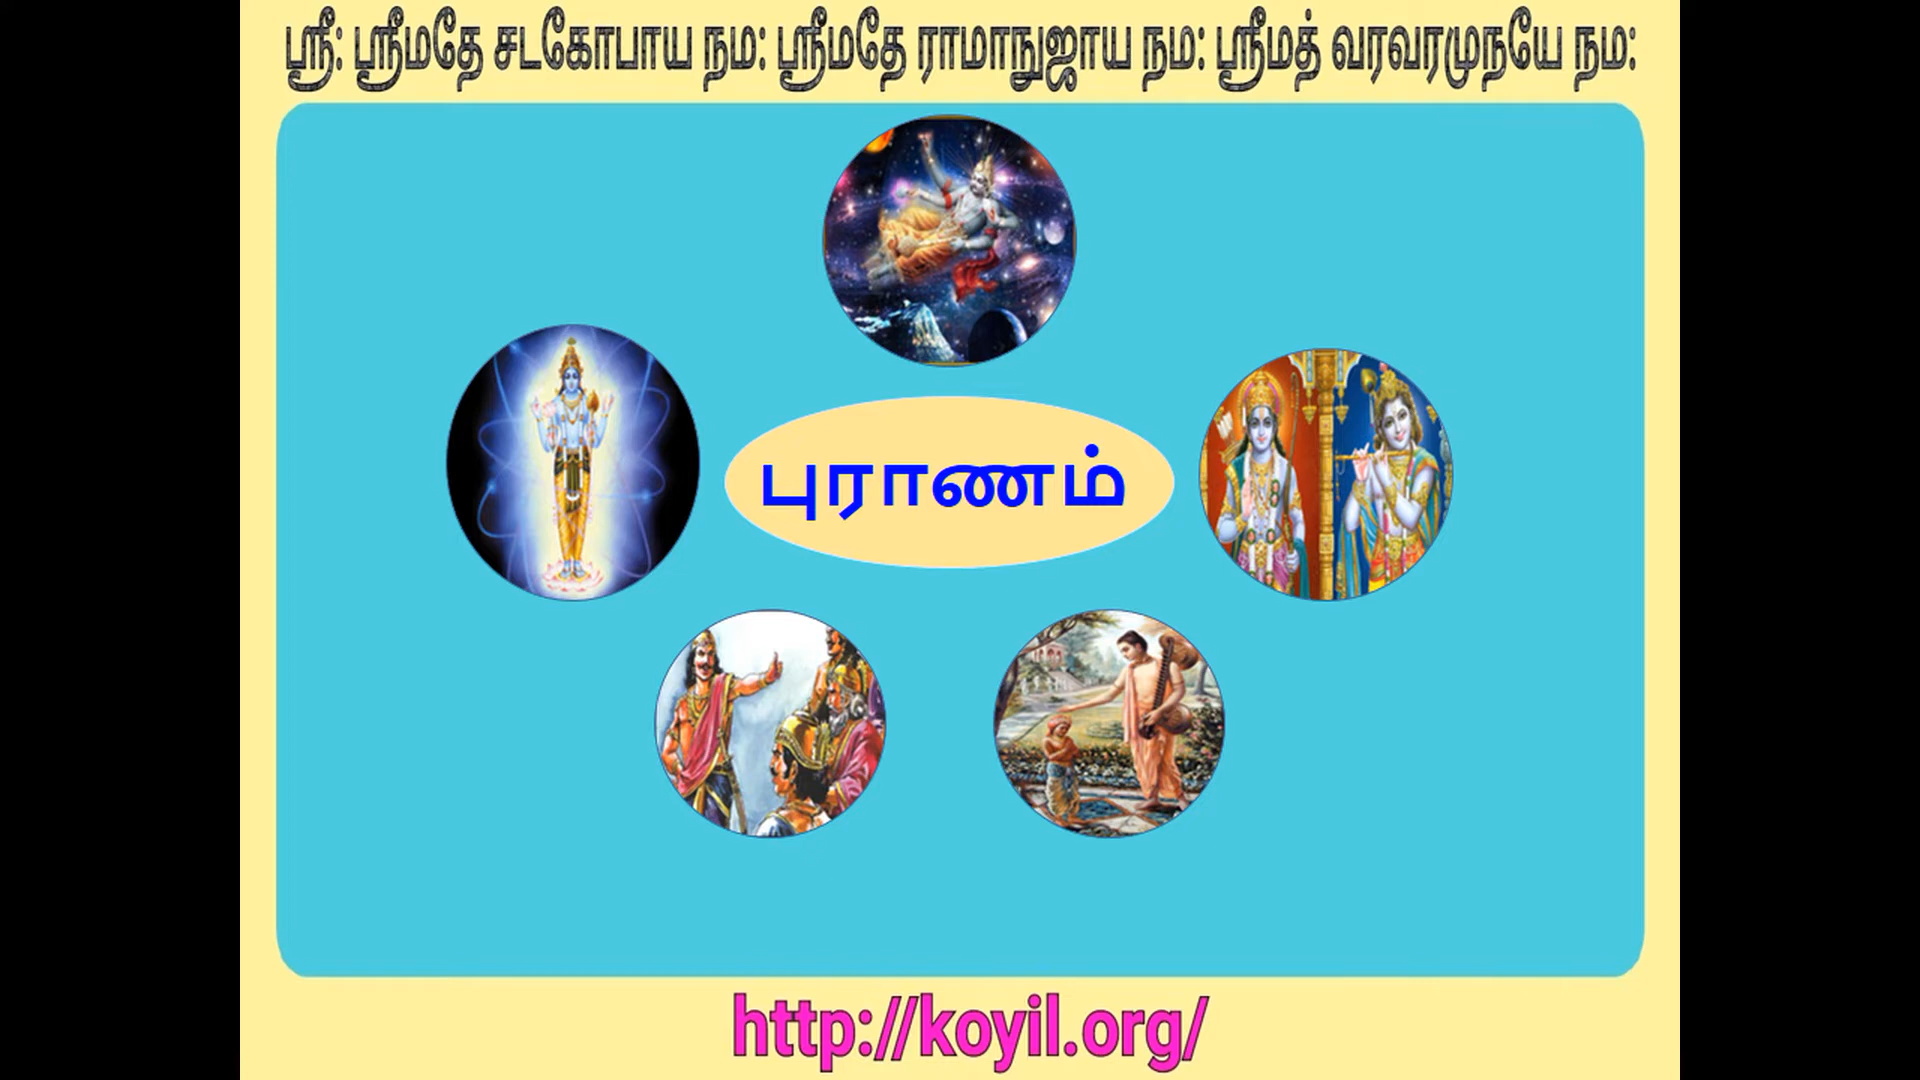 ஸ்ரீ: ஸ்ரீமதே சடகோபாய நம: ஸ்ரீமதே ராமாநுஜாய நம: ஸ்ரீமத் வரவரமுநயே நம:
புராணம்
http://koyil.org/